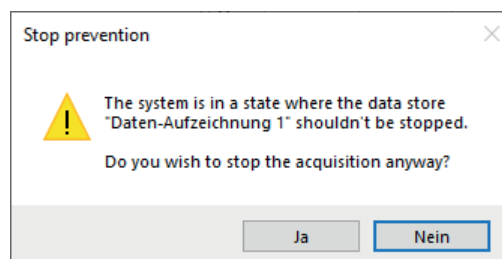 Stop prevention
The system is in a state where the data store
"Daten-Aufzeichnung 1" shouldn't be stopped.
Do you wish to stop the acquisition anyway?
Ja
Nein